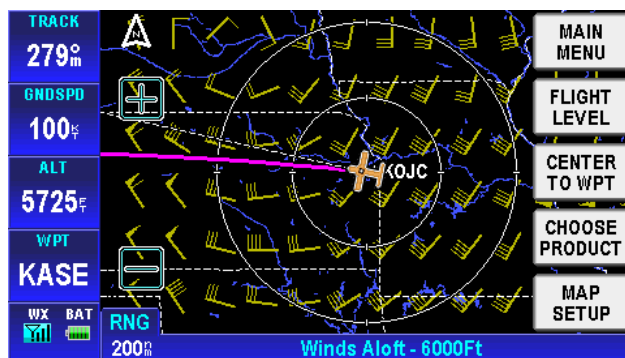 TRACK
279°m
GNDSPD
100kt
ALT
5725FT
WPT
KASE
WX BAT
N
KOJC
RNG
200nm
Winds Aloft - 6000Ft
MAIN
MENU
FLIGHT
LEVEL
CENTER
TO WPT
CHOOSE
PRODUCT
MAP
SETUP